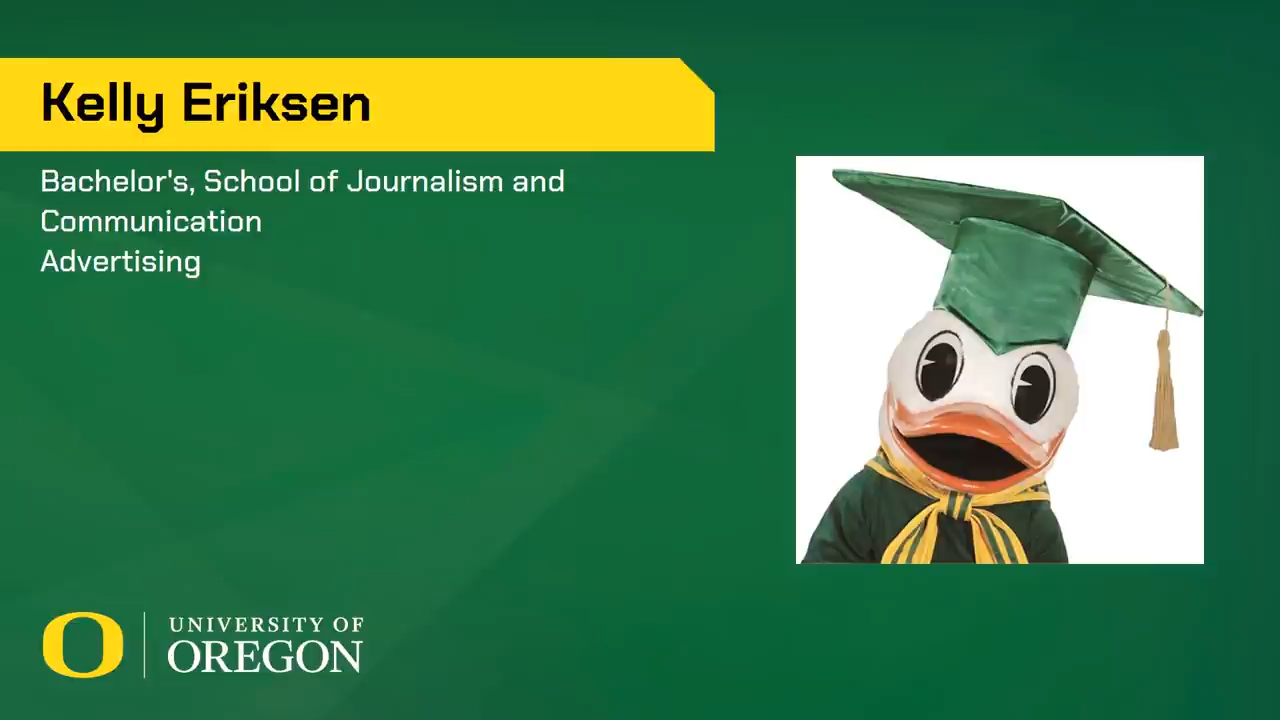 Kelly Eriksen
Bachelor's, School of Journalism and
Communication
Advertising
UNIVERSITY OF
OREGON